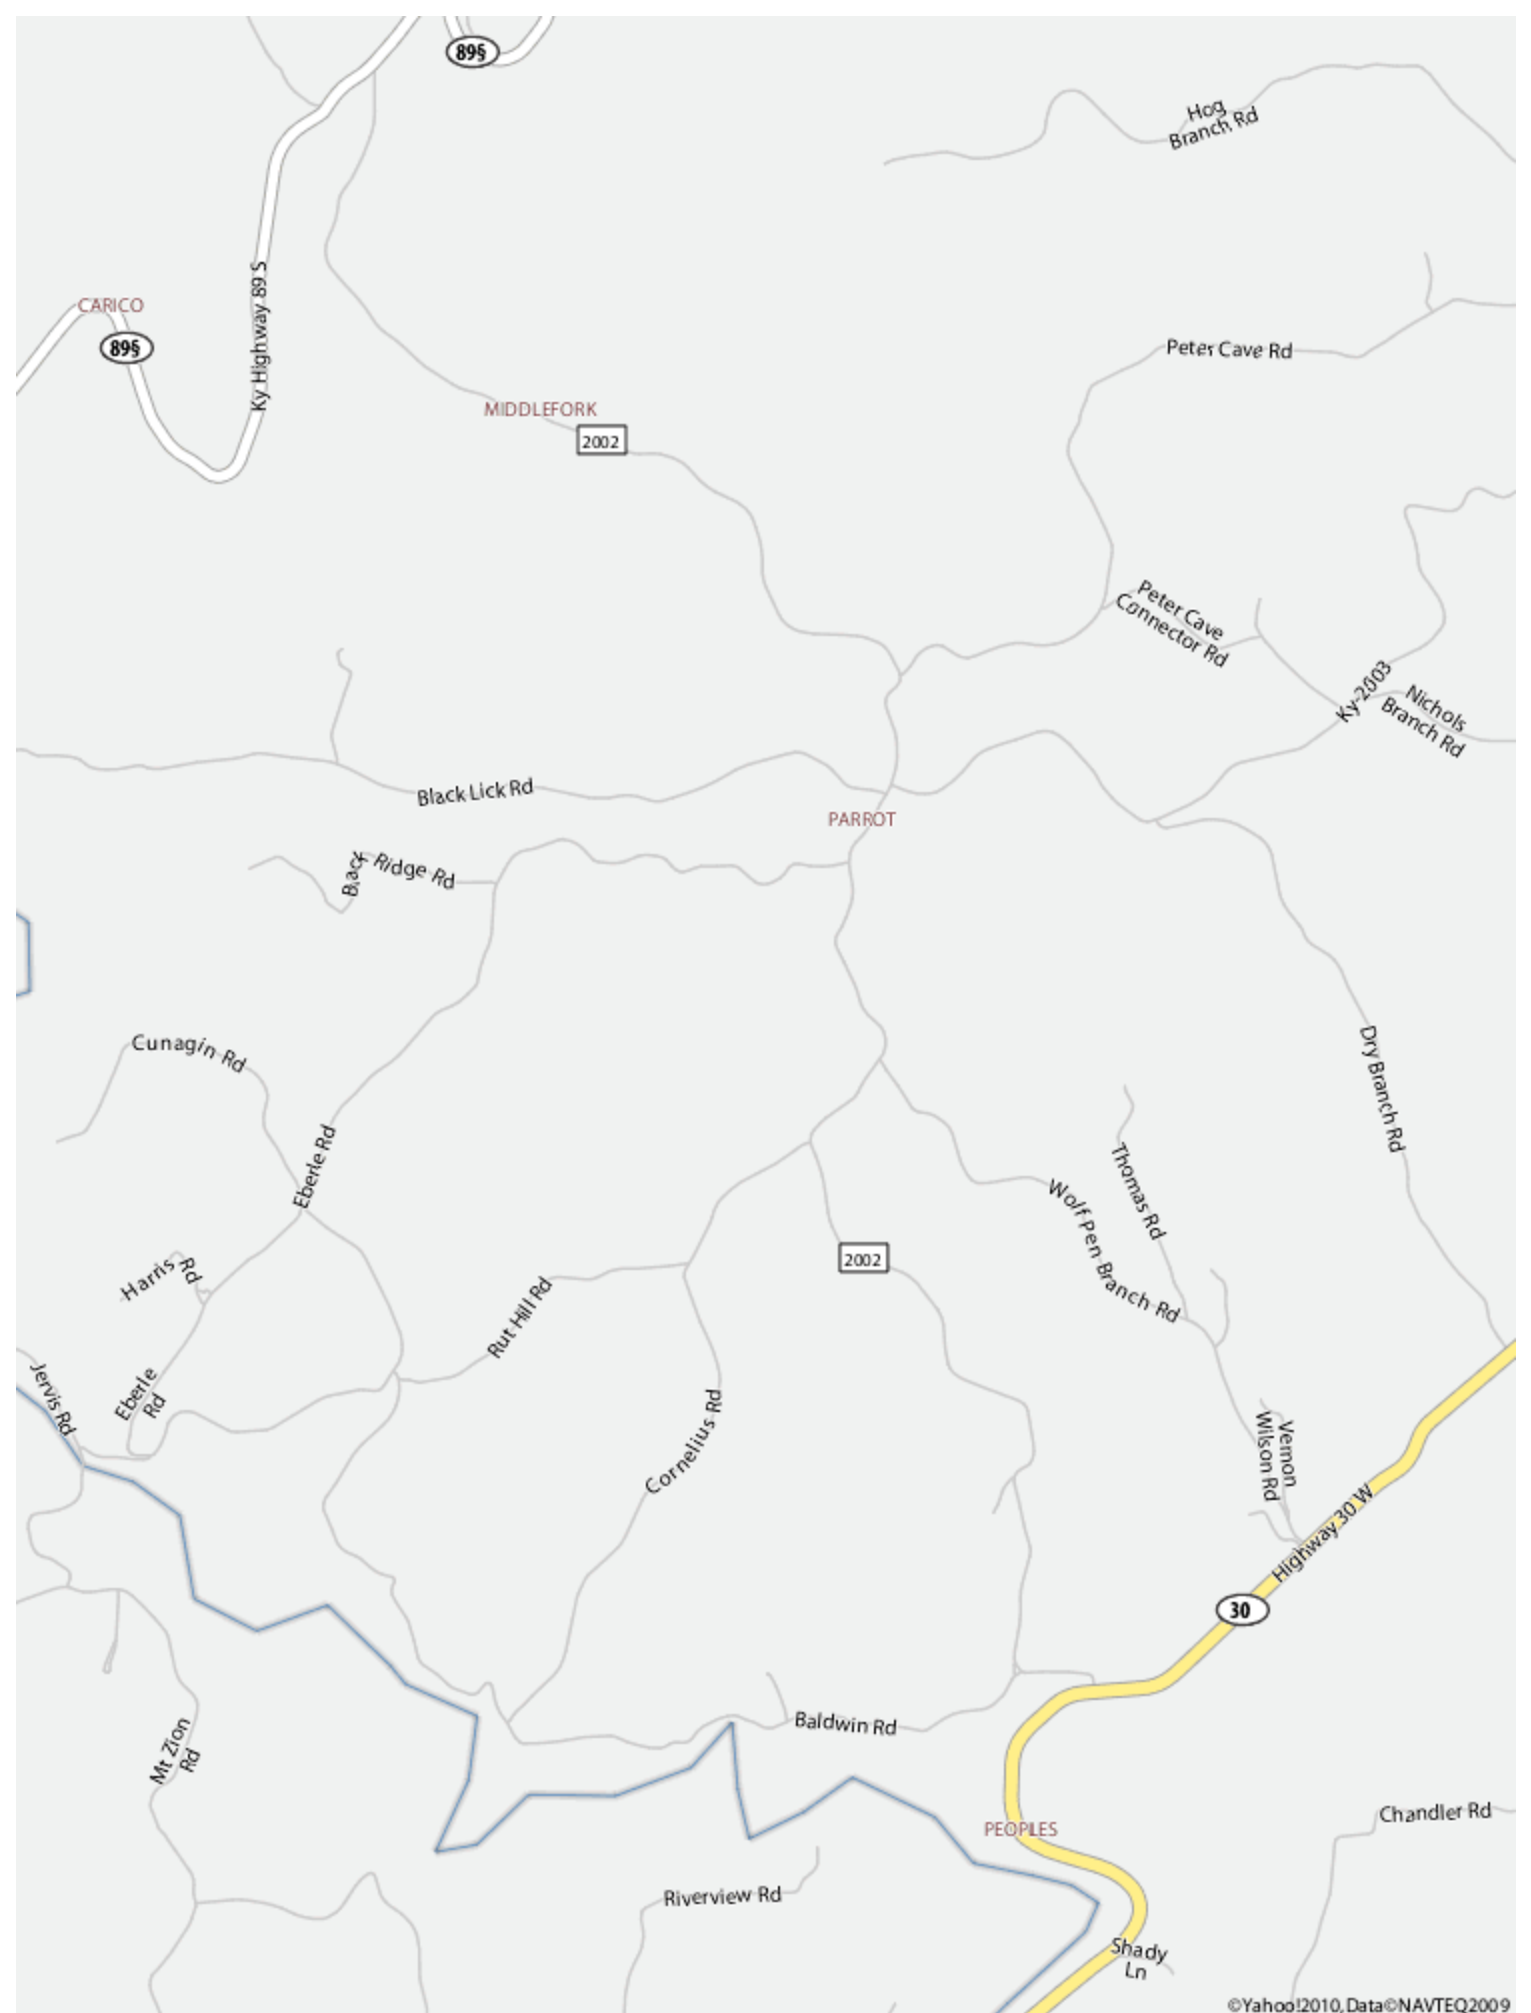 89§
Hog
Branch Rd
Ky Highway 89 S
CARICO
89§
Peter Cave Rd
MIDDLEFORK
2002
Peter Cave
Connector Rd
Ky-2003
Nichols
Branch Rd
Black Lick Rd
PARROT
Black Ridge Rd
Cunagin Rd
Dry Branch Rd
Eberle Rd
Thomas Rd
Wolf Pen Branch Rd
Harris Rd
2002
Rut Hill Rd
Jervis Rd
Eberle
Rd
Cornelius Rd
Vernon
Wilson Rd
Highway 30 W
30
Mt Zion
Rd
Baldwin Rd
PEOPLES
Chandler Rd
Riverview Rd
Shady
Ln
©Yahoo!2010, Data©NAVTEQ2009